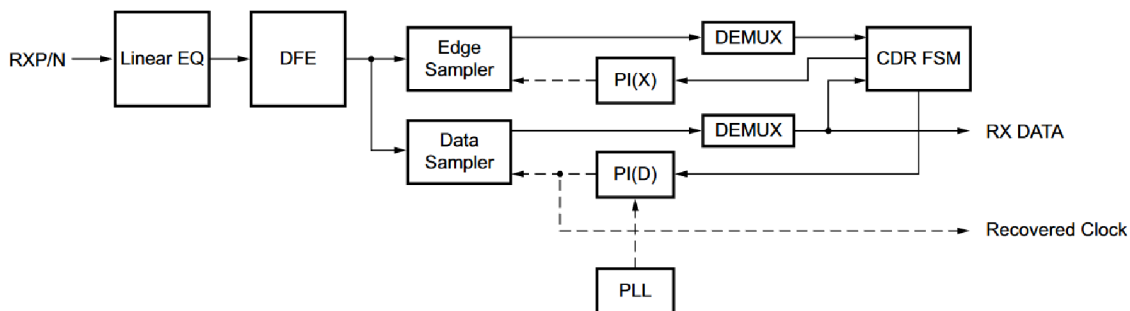 RXP/N
Linear EQ
DFE
Edge
Sampler
DEMUX
CDR FSM
PI(X)
Data
Sampler
DEMUX
RX DATA
PI(D)
Recovered Clock
PLL